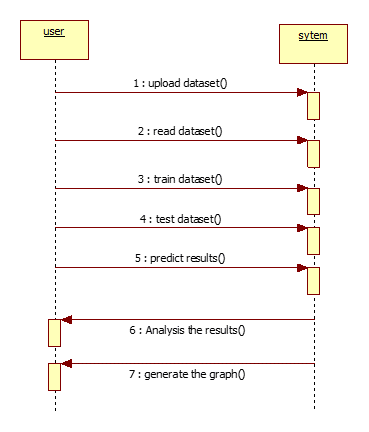 user
sytem
1 : upload dataset()
2 : read dataset()
3 : train dataset()
4 : test dataset()
5 : predict results()
6 : Analysis the results()
7 : generate the graph()